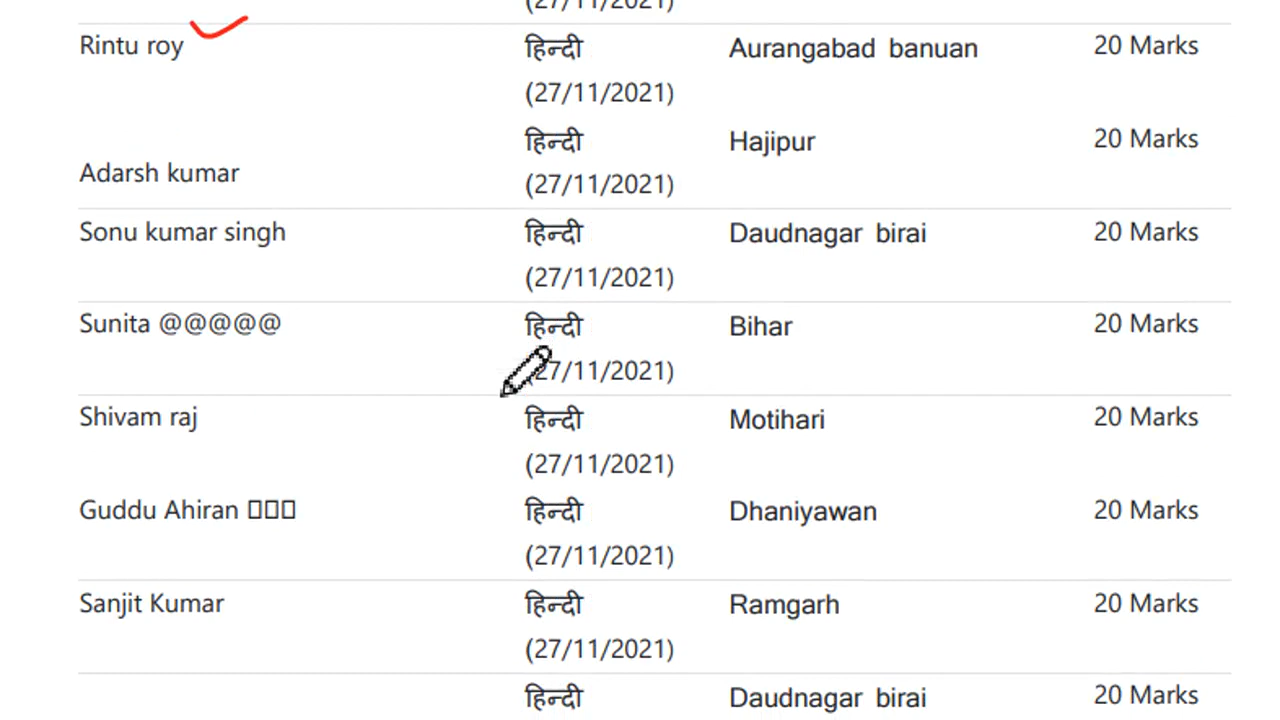 (27/11/2021)
Rintu roy हिन्दी Aurangabad banuan 20 Marks
(27/11/2021)
हिन्दी Hajipur 20 Marks
Adarsh kumar (27/11/2021)
Sonu kumar singh हिन्दी Daudnagar birai 20 Marks
(27/11/2021)
Sunita @@@@@ हिन्दी Bihar 20 Marks
(27/11/2021)
Shivam raj हिन्दी Motihari 20 Marks
(27/11/2021)
Guddu Ahiran □□□ हिन्दी Dhaniyawan 20 Marks
(27/11/2021)
Sanjit Kumar हिन्दी Ramgarh 20 Marks
(27/11/2021)
हिन्दी Daudnagar birai 20 Marks